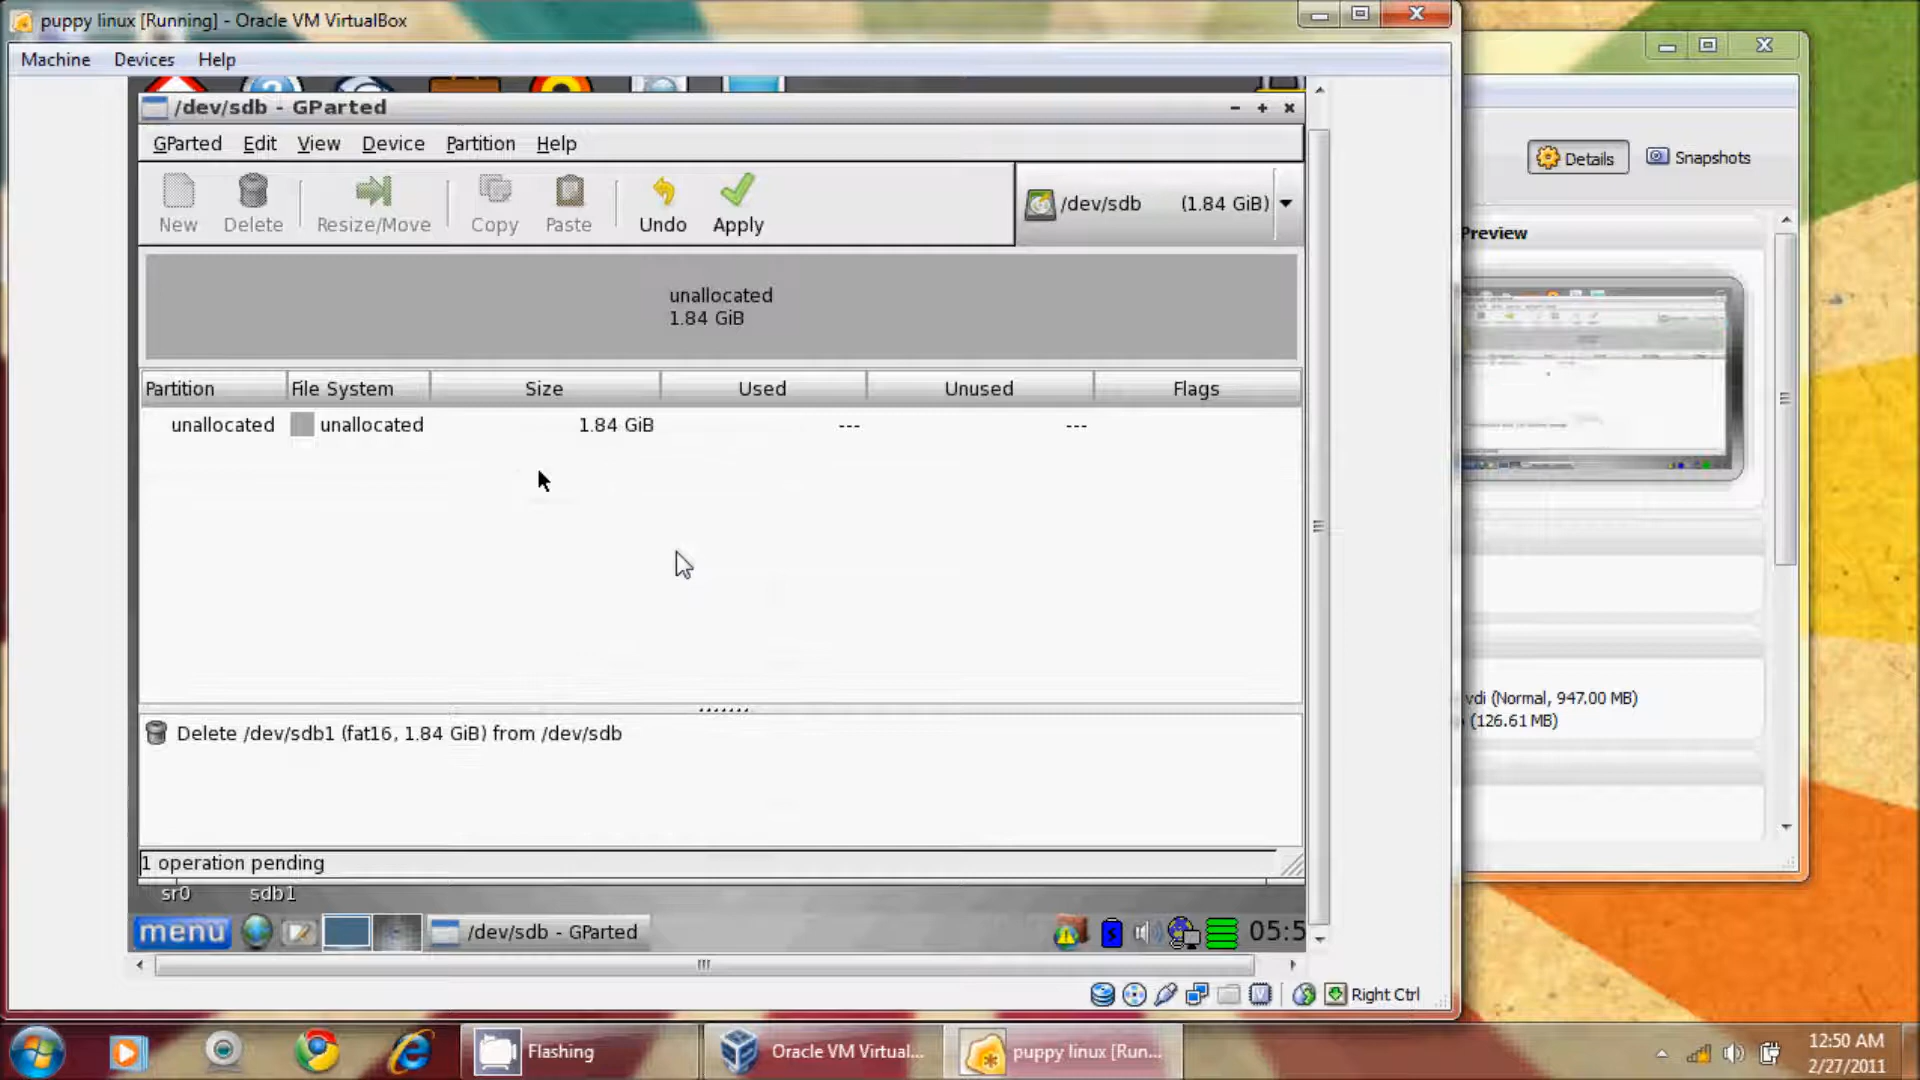 puppy linux [Running] - Oracle VM VirtualBox
Machine Devices Help
/dev/sdb - GParted
GParted Edit View Device Partition Help
New Delete Resize/Move Copy Paste Undo Apply
/dev/sdb (1.84 GiB)
Details Snapshots
Preview
unallocated
1.84 GiB
Partition File System Size Used Unused Flags
unallocated unallocated 1.84 GiB --- ---
vdi (Normal, 947.00 MB)
(126.61 MB)
Delete /dev/sdb1 (fat16, 1.84 GiB) from /dev/sdb
1 operation pending
sr0 sdb1
menu /dev/sdb - GParted 05:5
Right Ctrl
Flashing Oracle VM Virtual... puppy linux [Run...
12:50 AM
2/27/2011